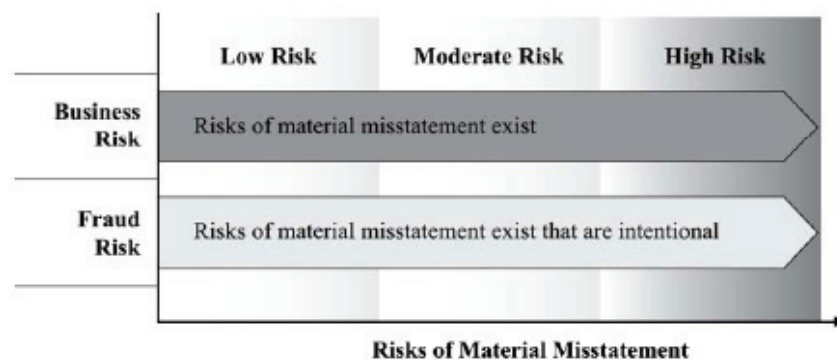 Low Risk Moderate Risk High Risk
Business
Risk
Risks of material misstatement exist
Fraud
Risk
Risks of material misstatement exist that are intentional
Risks of Material Misstatement